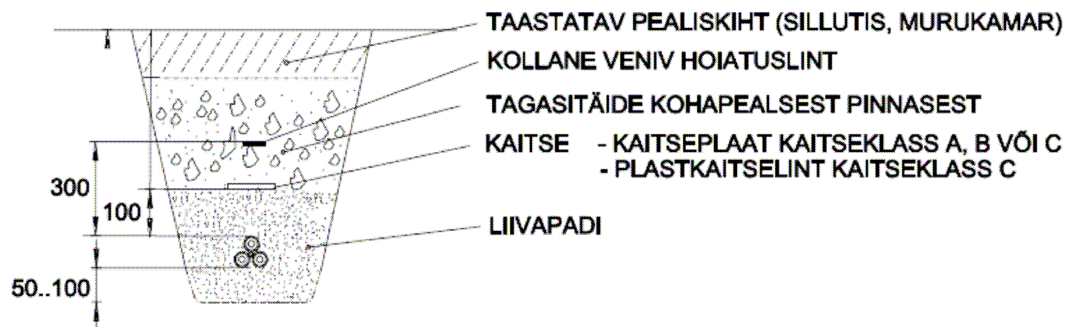 TAASTATAV PEALISKIHT (SILLUTIS, MURUKAMAR)
KOLLANE VENIV HOIATUSLINT
TAGASITÄIDE KOHAPEALSEST PINNASEST
KAITSE - KAITSEPLAAT KAITSEKLASS A, B VÕI C
- PLASTKAITSELINT KAITSEKLASS C
300
100
LIIVAPADI
50..100